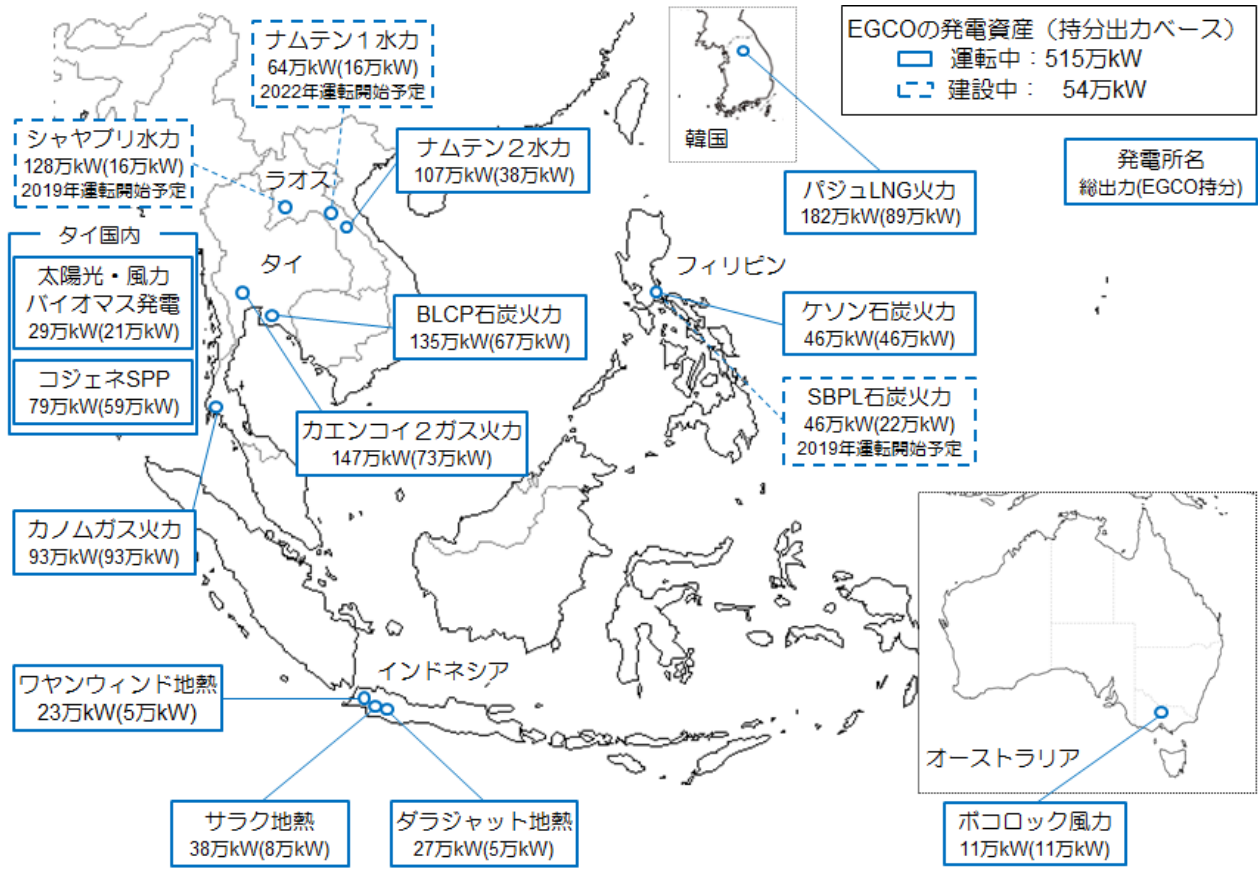 EGCOの発電資産（持分出力ベース）
運転中：515万kW
建設中： 54万kW
発電所名
総出力(EGCO持分)
ナムテン１水力
64万kW(16万kW)
2022年運転開始予定
シャヤブリ水力
128万kW(16万kW)
2019年運転開始予定
ナムテン２水力
107万kW(38万kW)
韓国
パジュLNG火力
182万kW(89万kW)
ラオス
タイ国内
太陽光・風力
バイオマス発電
29万kW(21万kW)
コジェネSPP
79万kW(59万kW)
タイ
フィリピン
BLCP石炭火力
135万kW(67万kW)
ケソン石炭火力
46万kW(46万kW)
SBPL石炭火力
46万kW(22万kW)
2019年運転開始予定
カエンコイ２ガス火力
147万kW(73万kW)
カノムガス火力
93万kW(93万kW)
インドネシア
ワヤンウィンド地熱
23万kW(5万kW)
サラク地熱
38万kW(8万kW)
ダラジャット地熱
27万kW(5万kW)
オーストラリア
ボコロック風力
11万kW(11万kW)